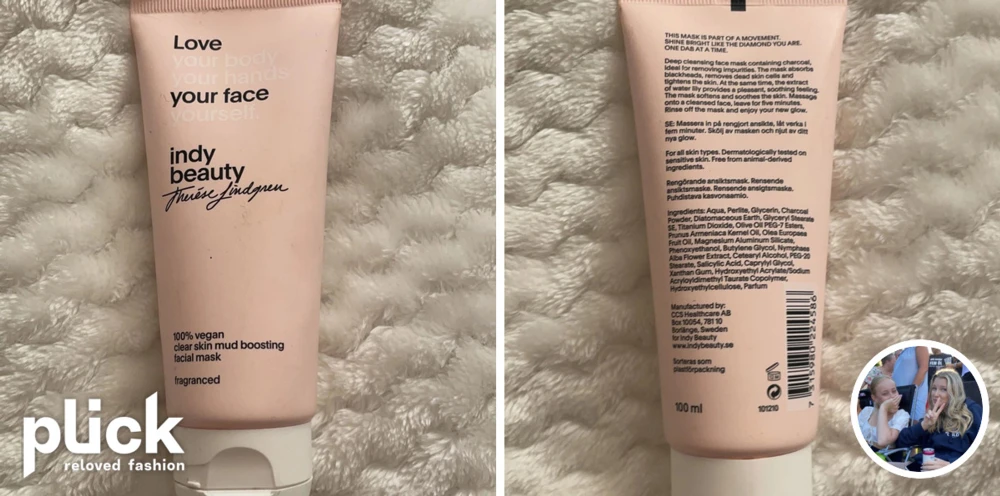 Love
your body
your hands
your face
yourself.
indy
beauty
Therése Lindgren
100% vegan
clear skin mud boosting
facial mask
fragranced
plick
reloved fashion
THIS MASK IS PART OF A MOVEMENT.
SHINE BRIGHT LIKE THE DIAMOND YOU ARE.
ONE DAB AT A TIME.
Deep cleansing face mask containing charcoal,
ideal for removing impurities. The mask absorbs
blackheads, removes dead skin cells and
tightens the skin. At the same time, the extract
of water lily provides a pleasant, soothing feeling.
The mask softens and soothes the skin. Massage
onto a cleansed face, leave for five minutes.
Rinse off the mask and enjoy your new glow.
SE: Massera in på rengjort ansikte, låt verka i
fem minuter. Skölj av masken och njut av ditt
nya glow.
For all skin types. Dermatologically tested on
sensitive skin. Free from animal-derived
ingredients.
Rengörande ansiktsmask. Rensende
ansiktsmaske. Rensende ansigtsmaske.
Puhdistava kasvonaamio.
Ingredients: Aqua, Perlite, Glycerin, Charcoal
Powder, Diatomaceous Earth, Glyceryl Stearate
SE, Titanium Dioxide, Olive Oil PEG-7 Esters,
Prunus Armeniaca Kernel Oil, Olea Europaea
Fruit Oil, Magnesium Aluminum Silicate,
Phenoxyethanol, Butylene Glycol, Nymphaea
Alba Flower Extract, Cetearyl Alcohol, PEG-20
Stearate, Salicylic Acid, Caprylyl Glycol,
Xanthan Gum, Hydroxyethyl Acrylate/Sodium
Acryloyldimethyl Taurate Copolymer,
Hydroxyethylcellulose, Parfum
Manufactured by:
CCS Healthcare AB
Box 10054, 781 10
Borlänge, Sweden
for Indy Beauty
www.indybeauty.se
Sorteras som
plastförpackning
100 ml
101210